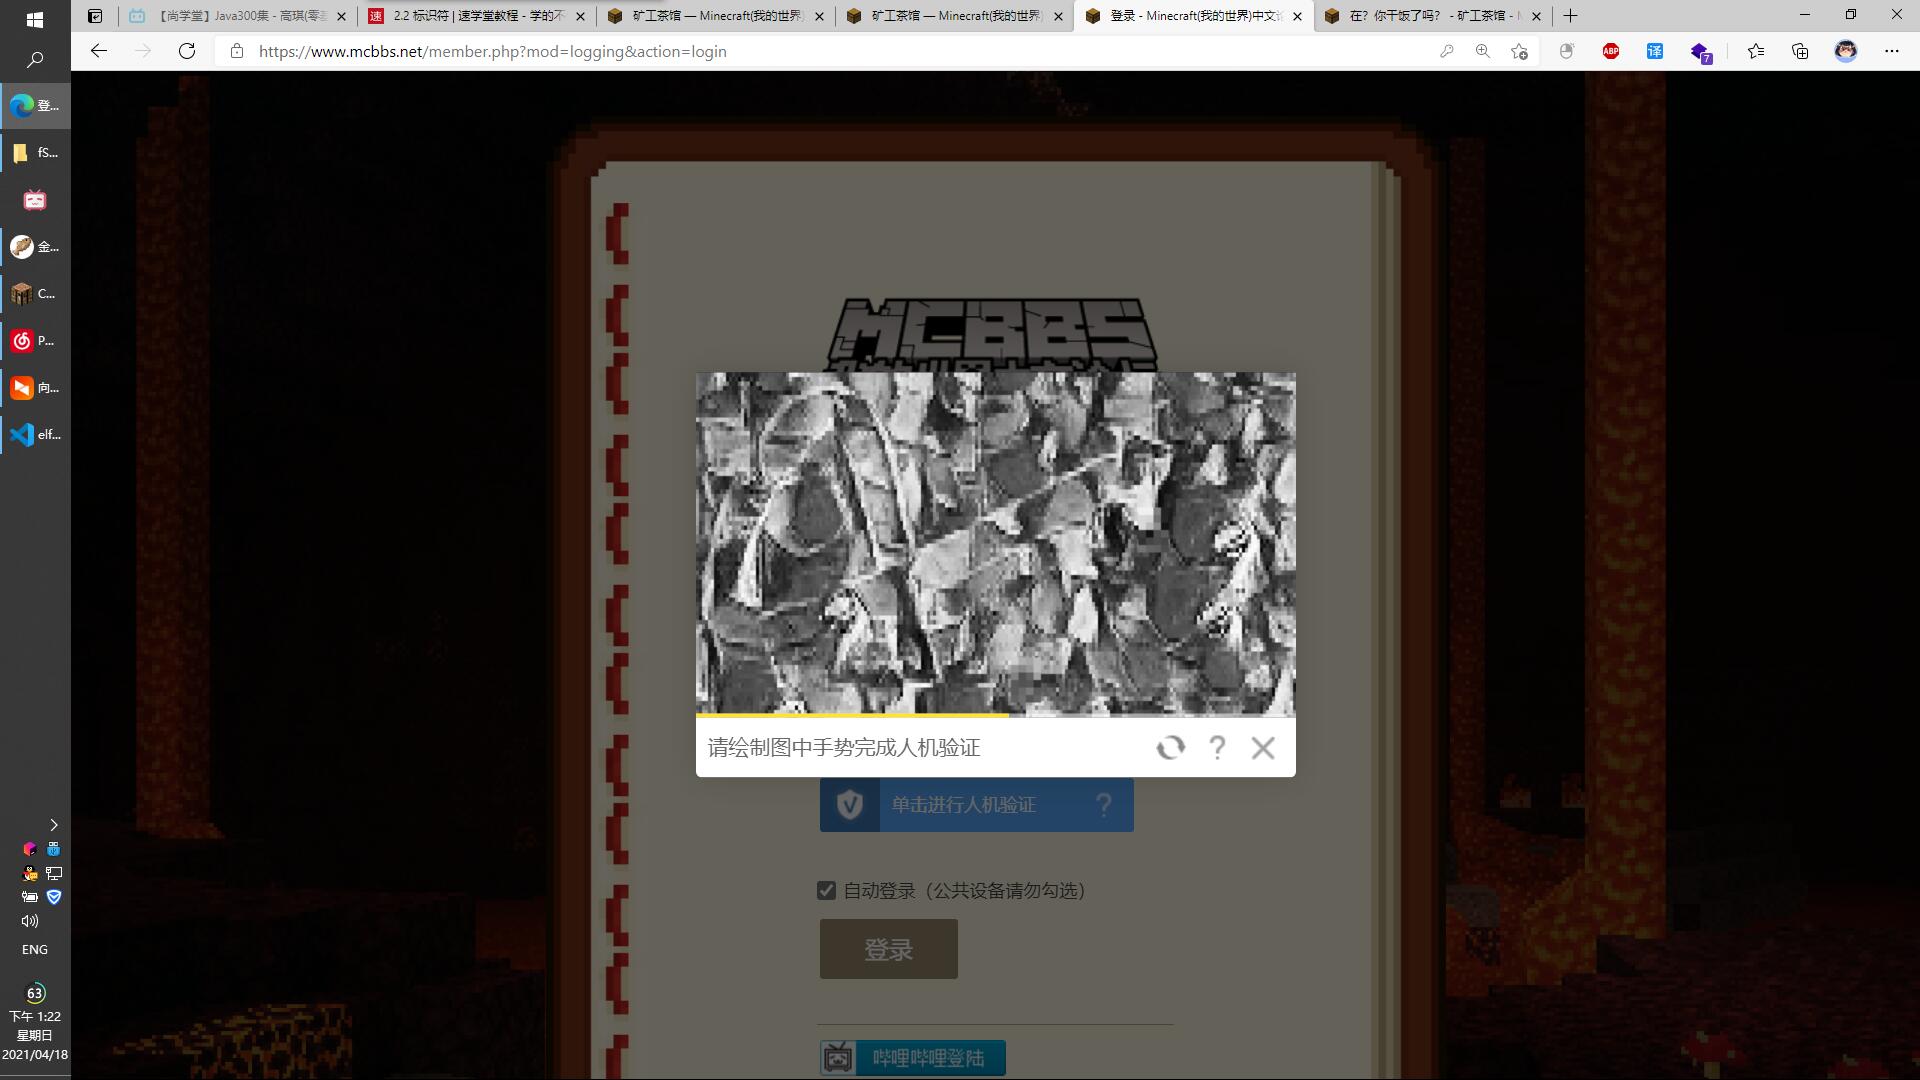 【尚学堂】Java300集 - 高琪(零基
2.2 标识符 | 速学堂教程 - 学的不
矿工茶馆 — Minecraft(我的世界)
矿工茶馆 — Minecraft(我的世界)
登录 - Minecraft(我的世界)中文论
在？你干饭了吗？ - 矿工茶馆 - M
https://www.mcbbs.net/member.php?mod=logging&action=login
ABP
译
7
登...
fS...
金...
C...
P...
向...
elf...
MCBBS
请绘制图中手势完成人机验证
单击进行人机验证
自动登录（公共设备请勿勾选）
登录
哔哩哔哩登陆
ENG
63
下午 1:22
星期日
2021/04/18